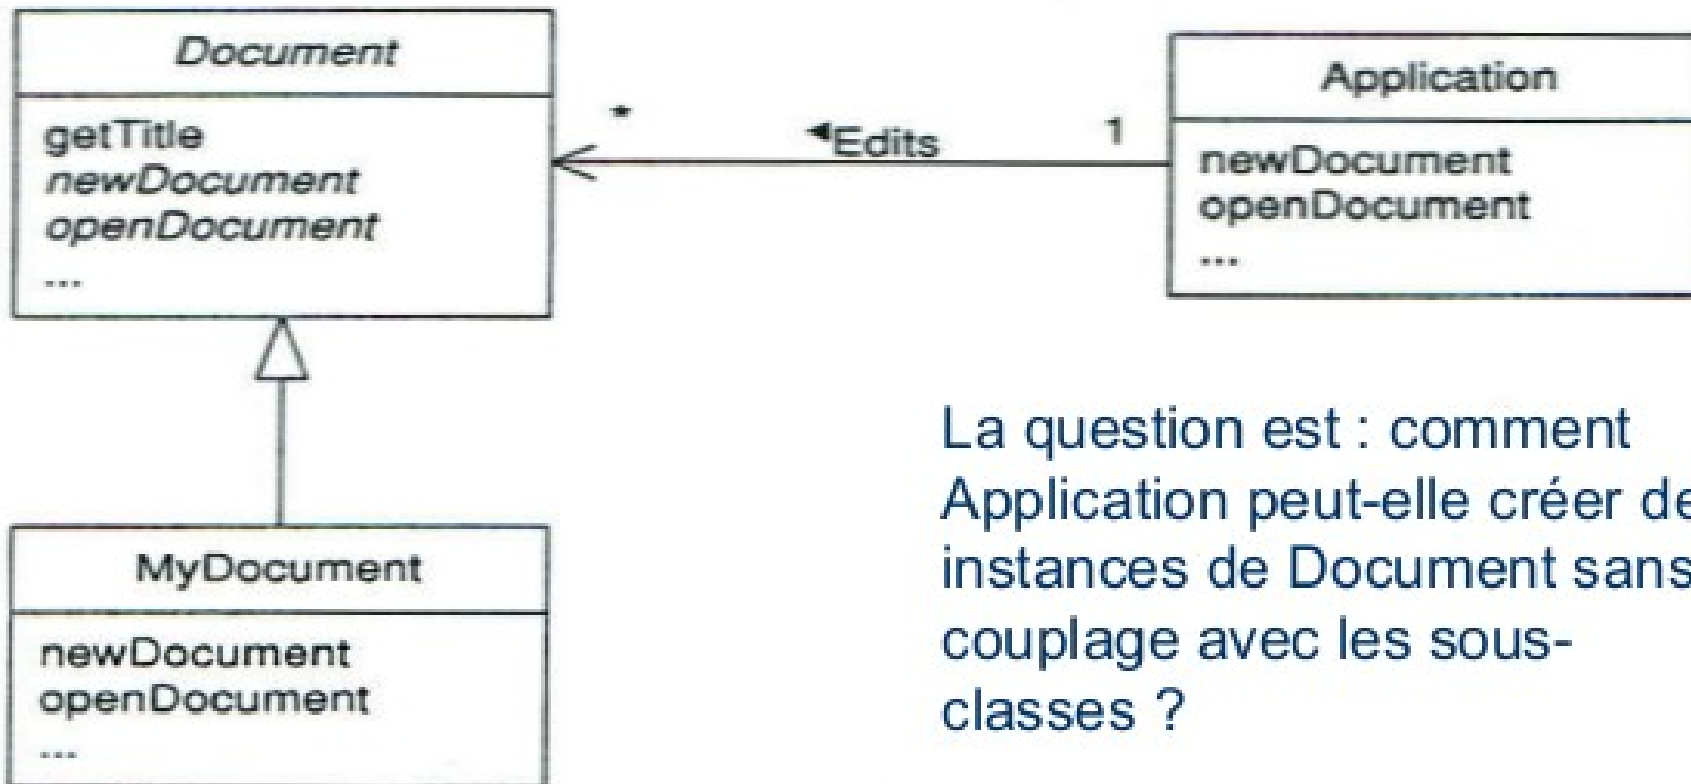 Document
getTitle
newDocument
openDocument
...
*
◄Edits
1
Application
newDocument
openDocument
...
MyDocument
newDocument
openDocument
...
La question est : comment
Application peut-elle créer de
instances de Document sans
couplage avec les sous-
classes ?